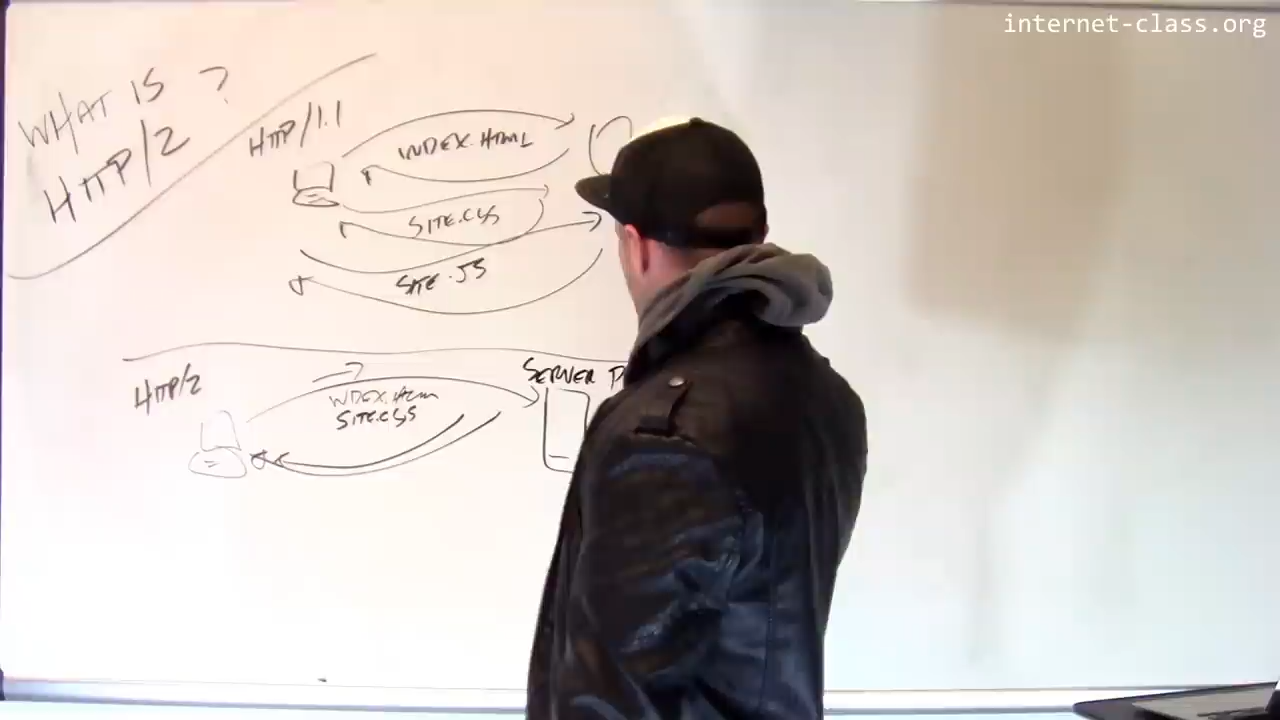 internet-class.org
WHAT IS ?
HTTP/2
HTTP/1.1
INDEX.HTML
SITE.CSS
SITE.JS
HTTP/2
SERVER P
INDEX.HTML
SITE.CSS